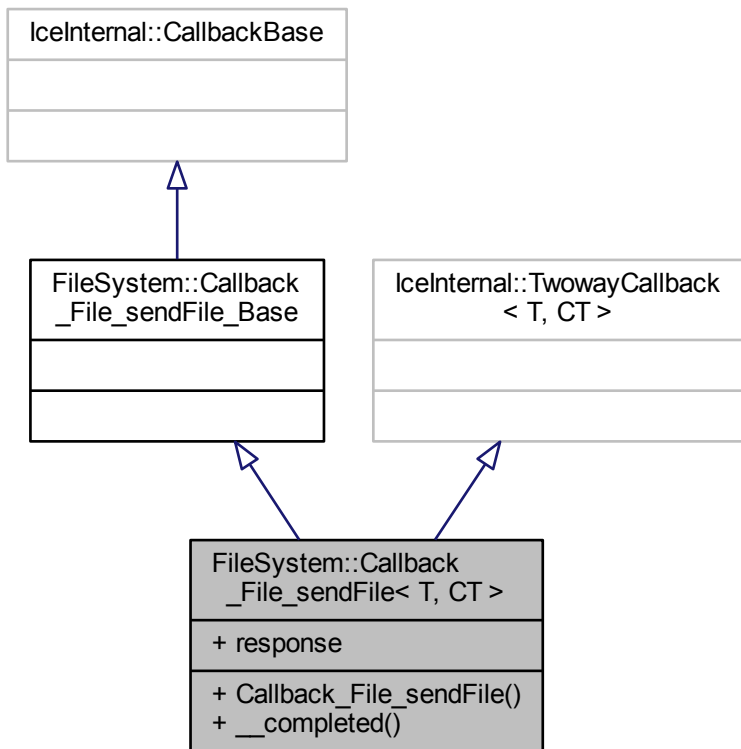 IceInternal::CallbackBase
FileSystem::Callback
_File_sendFile_Base
IceInternal::TwowayCallback
< T, CT >
FileSystem::Callback
_File_sendFile< T, CT >
+ response
+ Callback_File_sendFile()
+ __completed()